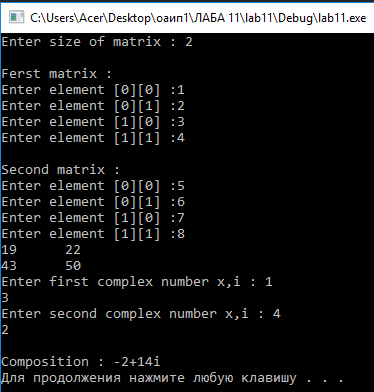 C:\Users\Acer\Desktop\оаип1\ЛАБА 11\lab11\Debug\lab11.exe
Enter size of matrix : 2
Ferst matrix :
Enter element [0][0] :1
Enter element [0][1] :2
Enter element [1][0] :3
Enter element [1][1] :4
Second matrix :
Enter element [0][0] :5
Enter element [0][1] :6
Enter element [1][0] :7
Enter element [1][1] :8
19 22
43 50
Enter first complex number x,i : 1
3
Enter second complex number x,i : 4
2
Composition : -2+14i
Для продолжения нажмите любую клавишу . . .